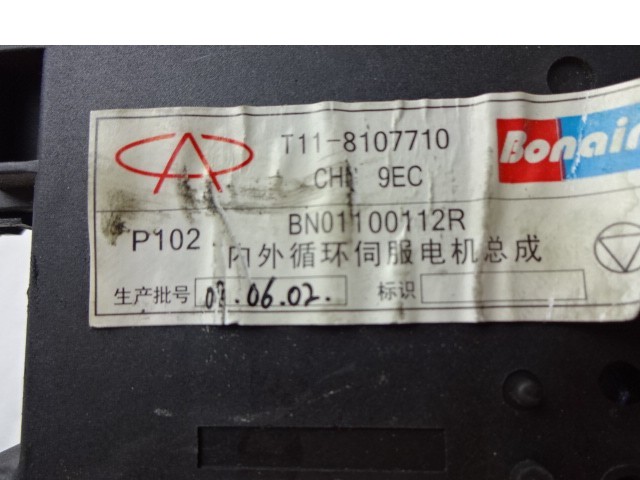 T11-8107710
Bonair
CHN 9EC
BN01100112R
P102
内外循环伺服电机总成
生产批号 07.06.02.
标识